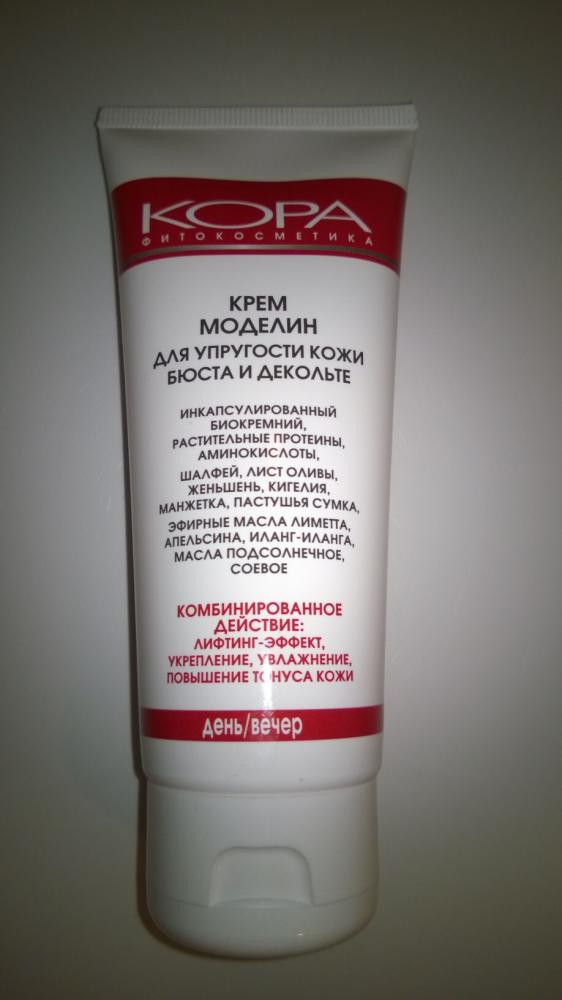 КОРА
ФИТОКОСМЕТИКА
КРЕМ
МОДЕЛИН
ДЛЯ УПРУГОСТИ КОЖИ
БЮСТА И ДЕКОЛЬТЕ
ИНКАПСУЛИРОВАННЫЙ
БИОКРЕМНИЙ,
РАСТИТЕЛЬНЫЕ ПРОТЕИНЫ,
АМИНОКИСЛОТЫ,
ШАЛФЕЙ, ЛИСТ ОЛИВЫ,
ЖЕНЬШЕНЬ, КИГЕЛИЯ,
МАНЖЕТКА, ПАСТУШЬЯ СУМКА,
ЭФИРНЫЕ МАСЛА ЛИМЕТТА,
АПЕЛЬСИНА, ИЛАНГ-ИЛАНГА,
МАСЛА ПОДСОЛНЕЧНОЕ,
СОЕВОЕ
КОМБИНИРОВАННОЕ
ДЕЙСТВИЕ:
ЛИФТИНГ-ЭФФЕКТ,
УКРЕПЛЕНИЕ, УВЛАЖНЕНИЕ,
ПОВЫШЕНИЕ ТОНУСА КОЖИ
день/вечер